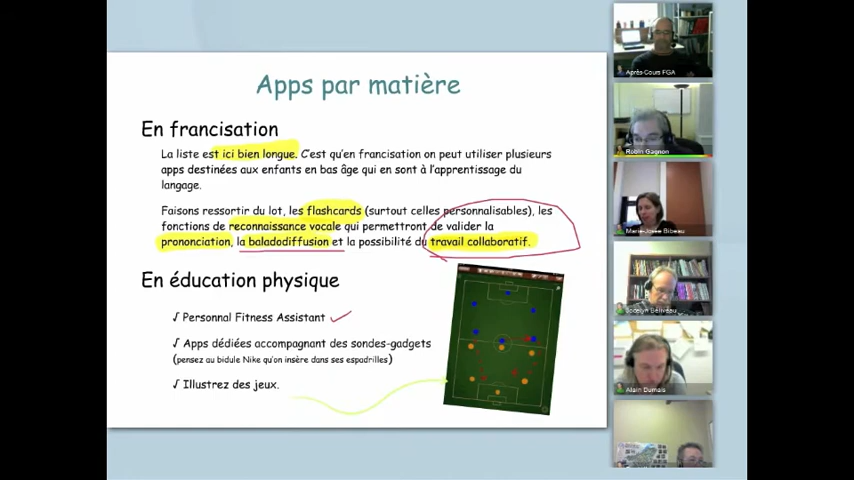 Apps par matière
En francisation
La liste est ici bien longue. C'est qu'en francisation on peut utiliser plusieurs
apps destinées aux enfants en bas âge qui en sont à l'apprentissage du
langage.
Faisons ressortir du lot, les flashcards (surtout celles personnalisables), les
fonctions de reconnaissance vocale qui permettront de valider la
prononciation, la baladodiffusion et la possibilité du travail collaboratif.
En éducation physique
√ Personnal Fitness Assistant
√ Apps dédiées accompagnant des sondes-gadgets
(pensez au bidule Nike qu'on insère dans ses espadrilles)
√ Illustrez des jeux.
Après-Cours FGA
Robin Gagnon
Marie-Josée Bibeau
Jocelyn Bériveau
Alain Dumais